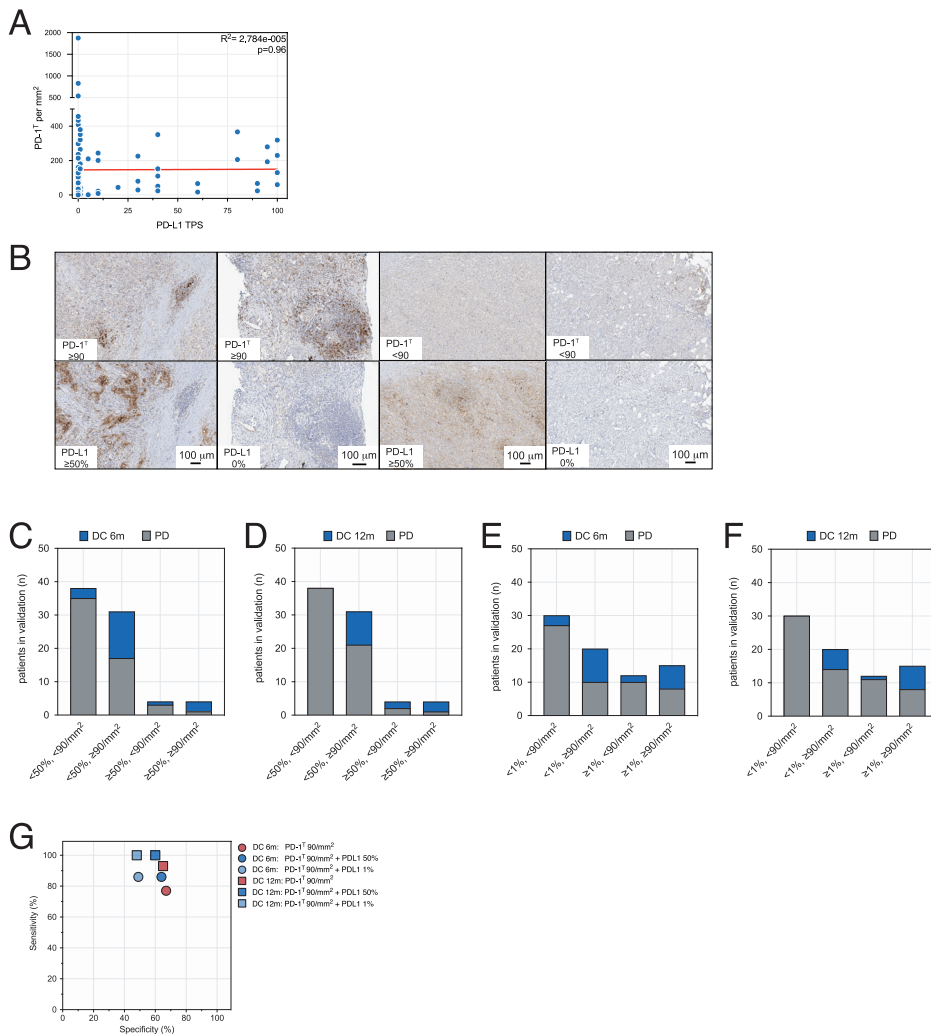 A
R²= 2,784e-005
p=0.96
2000
1500
1000
500
400
200
0
PD-1ᵀ per mm²
0
25
50
75
100
PD-L1 TPS
B
PD-1ᵀ
≥90
PD-1ᵀ
≥90
PD-1ᵀ
<90
PD-1ᵀ
<90
PD-L1
≥50%
100 µm
PD-L1
0%
100 µm
PD-L1
≥50%
100 µm
PD-L1
0%
100 µm
C
DC 6m PD
patients in validation (n)
50
40
30
20
10
0
<50%, <90/mm²
<50%, ≥90/mm²
≥50%, <90/mm²
≥50%, ≥90/mm²
D
DC 12m PD
patients in validation (n)
50
40
30
20
10
0
<50%, <90/mm²
<50%, ≥90/mm²
≥50%, <90/mm²
≥50%, ≥90/mm²
E
DC 6m PD
patients in validation (n)
50
40
30
20
10
0
<1%, <90/mm²
<1%, ≥90/mm²
≥1%, <90/mm²
≥1%, ≥90/mm²
F
DC 12m PD
patients in validation (n)
50
40
30
20
10
0
<1%, <90/mm²
<1%, ≥90/mm²
≥1%, <90/mm²
≥1%, ≥90/mm²
G
Sensitivity (%)
100
80
60
40
20
0
0
20
40
60
80
100
Specificity (%)
DC 6m: PD-1ᵀ 90/mm²
DC 6m: PD-1ᵀ 90/mm² + PDL1 50%
DC 6m: PD-1ᵀ 90/mm² + PDL1 1%
DC 12m: PD-1ᵀ 90/mm²
DC 12m: PD-1ᵀ 90/mm² + PDL1 50%
DC 12m: PD-1ᵀ 90/mm² + PDL1 1%